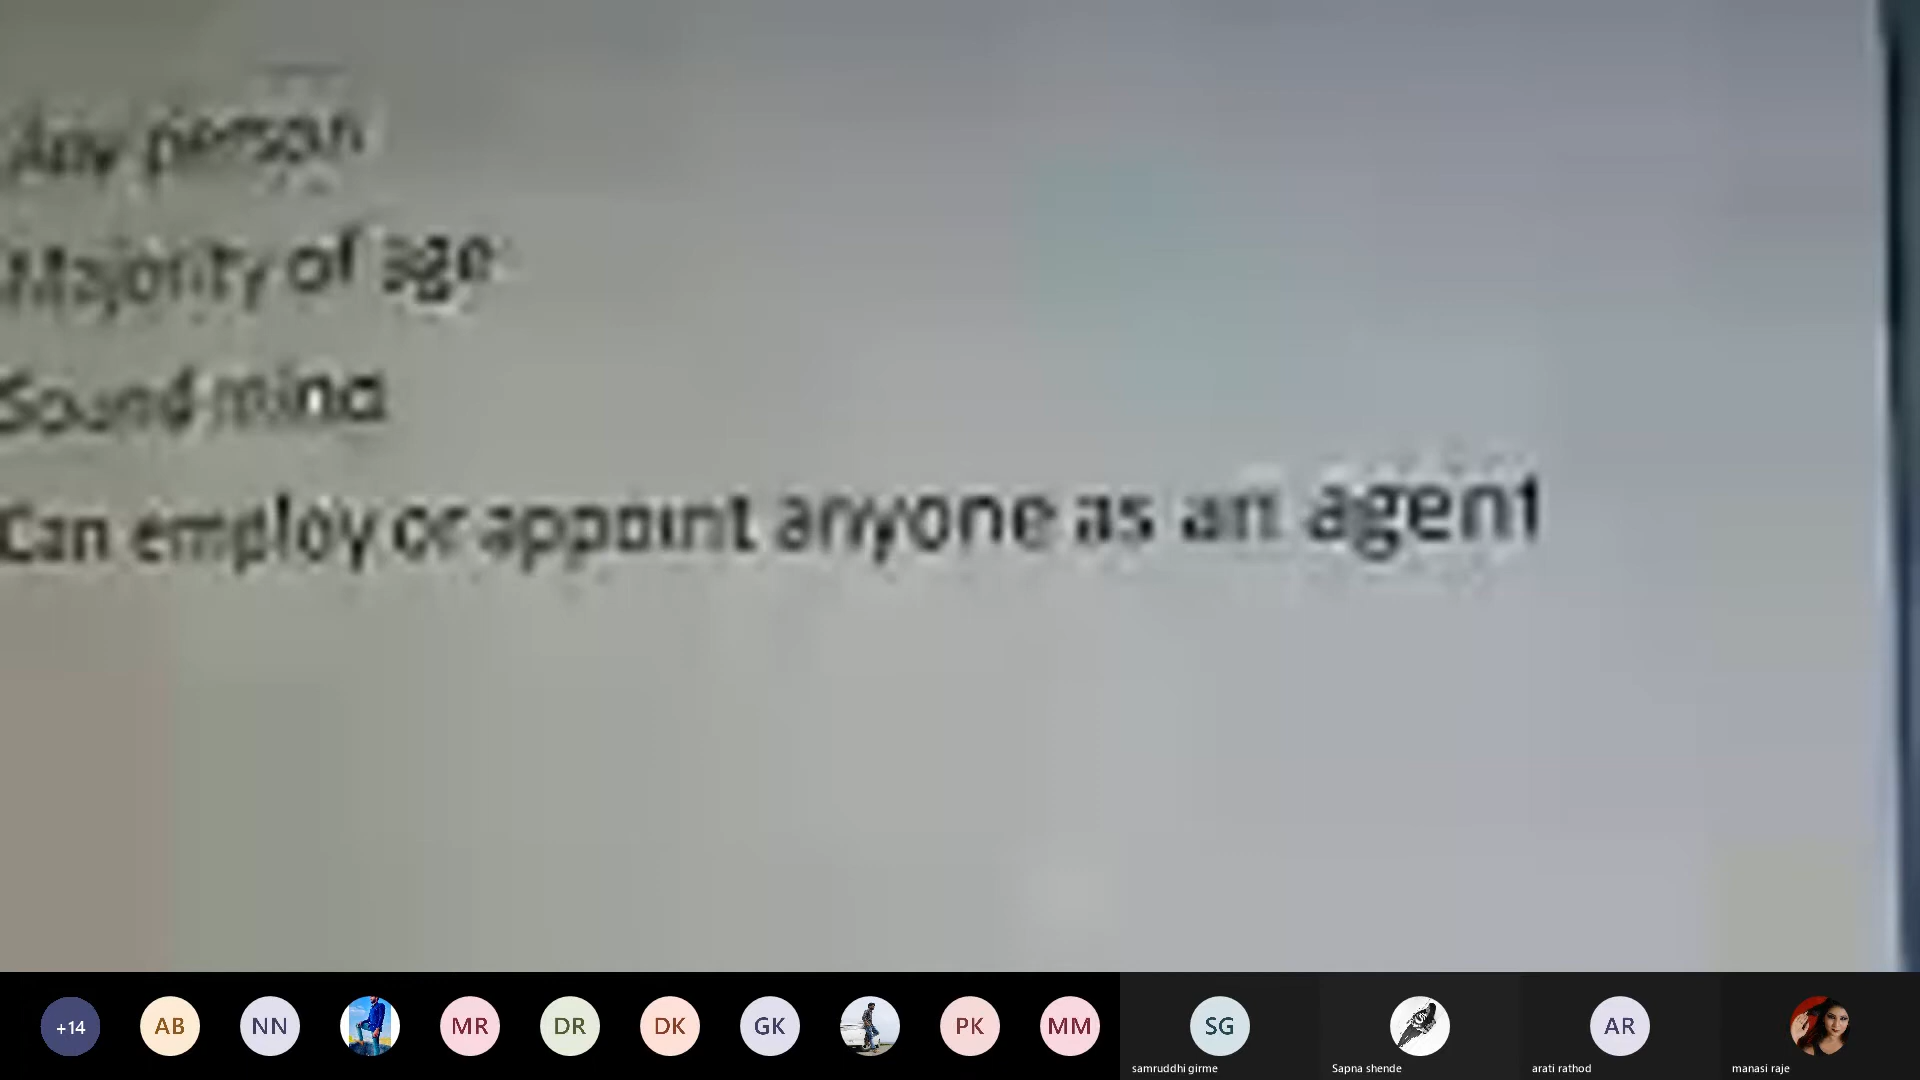 Any person
Majority of age
Sound mind
Can employ or appoint anyone as an agent
+14
AB
NN
MR
DR
DK
GK
PK
MM
SG
AR
samruddhi girme
Sapna shende
arati rathod
manasi raje